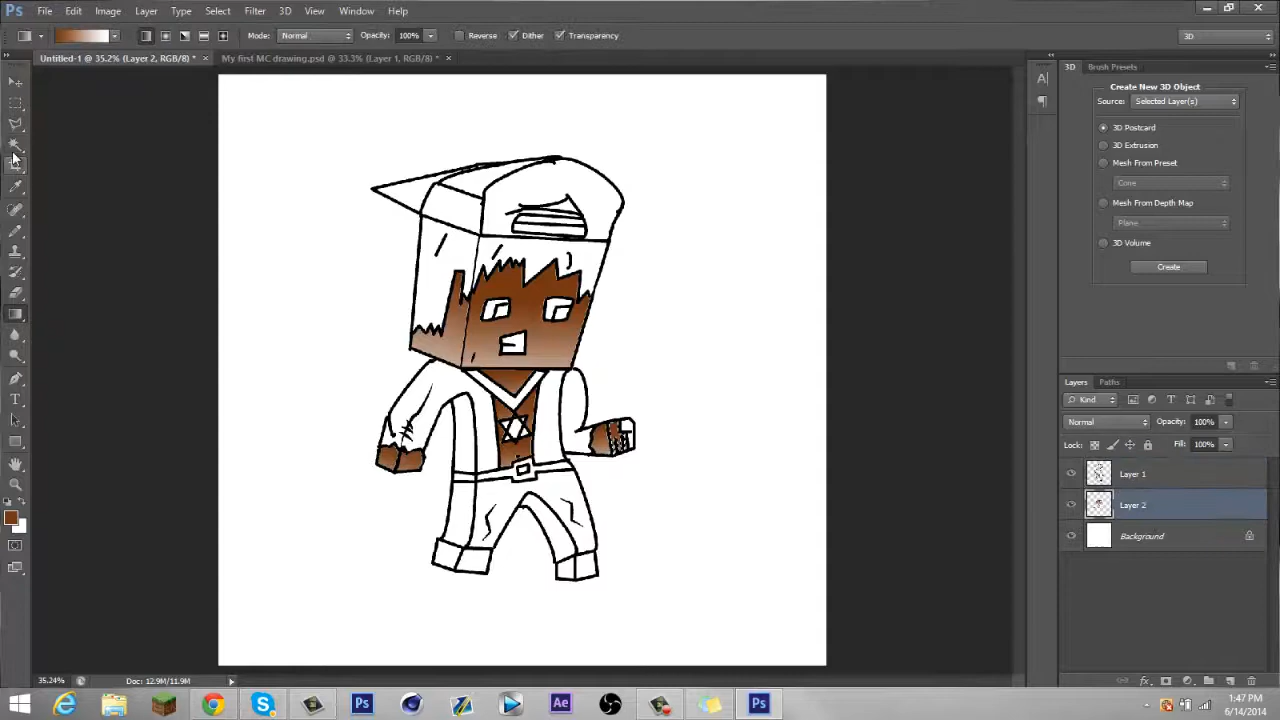 Ps File Edit Image Layer Type Select Filter 3D View Window Help
Mode: Normal Opacity: 100% Reverse Dither Transparency 3D
Untitled-1 @ 35.2% (Layer 2, RGB/8) * × My first MC drawing.psd @ 33.3% (Layer 1, RGB/8) * ×
3D Brush Presets
Create New 3D Object
Source: Selected Layer(s)
3D Postcard
3D Extrusion
Mesh From Preset
Cone
Mesh From Depth Map
Plane
3D Volume
Create
Layers Paths
Kind
Normal Opacity: 100%
Lock: Fill: 100%
Layer 1
Layer 2
Background
35.24% Doc: 12.9M/11.9M
Ps Ae Ps
1:47 PM
6/14/2014